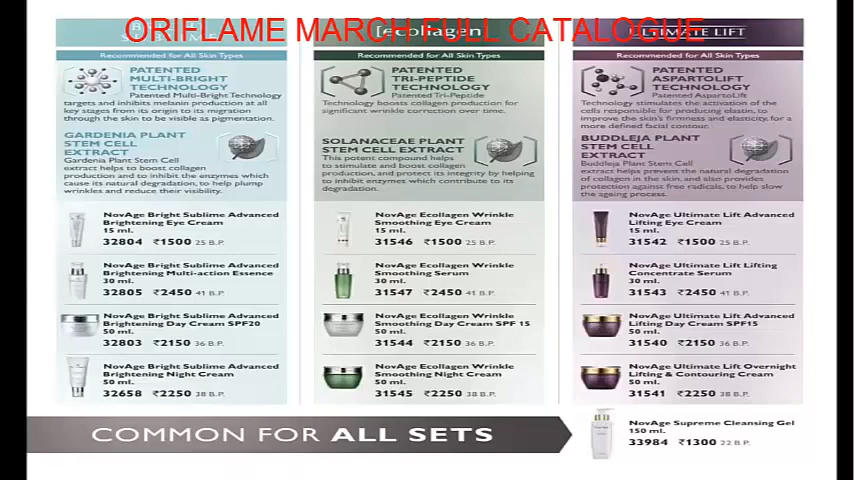 ORIFLAME MARCH FULL CATALOGUE
Recommended for All Skin Types
PATENTED
MULTI-BRIGHT
TECHNOLOGY
Patented Multi-Bright Technology
targets and inhibits melanin production at all
key stages from its origin to its migration
through the skin to be visible as pigmentation.
GARDENIA PLANT
STEM CELL
EXTRACT
Gardenia Plant Stem Cell
extract helps to boost collagen
production and to inhibit the enzymes which
cause its natural degradation, to help plump
wrinkles and reduce their visibility.
NovAge Bright Sublime Advanced
Brightening Eye Cream
15 ml.
32804 ₹1500 25 B.P.
NovAge Bright Sublime Advanced
Brightening Multi-action Essence
30 ml.
32805 ₹2450 41 B.P.
NovAge Bright Sublime Advanced
Brightening Day Cream SPF20
50 ml.
32803 ₹2150 36 B.P.
NovAge Bright Sublime Advanced
Brightening Night Cream
50 ml.
32658 ₹2250 38 B.P.
[ecollagen
Recommended for All Skin Types
PATENTED
TRI-PEPTIDE
TECHNOLOGY
Patented Tri-Peptide
Technology boosts collagen production for
significant wrinkle correction over time.
SOLANACEAE PLANT
STEM CELL EXTRACT
This potent compound helps
to stimulate and boost collagen
production, and protect its integrity by helping
to inhibit enzymes which contribute to its
degradation.
NovAge Ecollagen Wrinkle
Smoothing Eye Cream
15 ml.
31546 ₹1500 25 B.P.
NovAge Ecollagen Wrinkle
Smoothing Serum
30 ml.
31547 ₹2450 41 B.P.
NovAge Ecollagen Wrinkle
Smoothing Day Cream SPF 15
50 ml.
31544 ₹2150 36 B.P.
NovAge Ecollagen Wrinkle
Smoothing Night Cream
50 ml.
31545 ₹2250 38 B.P.
ULTIMATE LIFT
Recommended for All Skin Types
PATENTED
ASPARTOLIFT
TECHNOLOGY
Patented AspartoLift
Technology stimulates the activation of the
cells responsible for producing elastin, to
improve the skin's firmness and elasticity, for a
more defined facial contour.
BUDDLEJA PLANT
STEM CELL
EXTRACT
Buddleja Plant Stem Cell
extract helps prevent the natural degradation
of collagen in the skin, and also provides
protection against free radicals, to help slow
the ageing process.
NovAge Ultimate Lift Advanced
Lifting Eye Cream
15 ml.
31542 ₹1500 25 B.P.
NovAge Ultimate Lift Lifting
Concentrate Serum
30 ml.
31543 ₹2450 41 B.P.
NovAge Ultimate Lift Advanced
Lifting Day Cream SPF15
50 ml.
31540 ₹2150 36 B.P.
NovAge Ultimate Lift Overnight
Lifting & Contouring Cream
50 ml.
31541 ₹2250 38 B.P.
COMMON FOR ALL SETS
NovAge Supreme Cleansing Gel
150 ml.
33984 ₹1300 22 B.P.